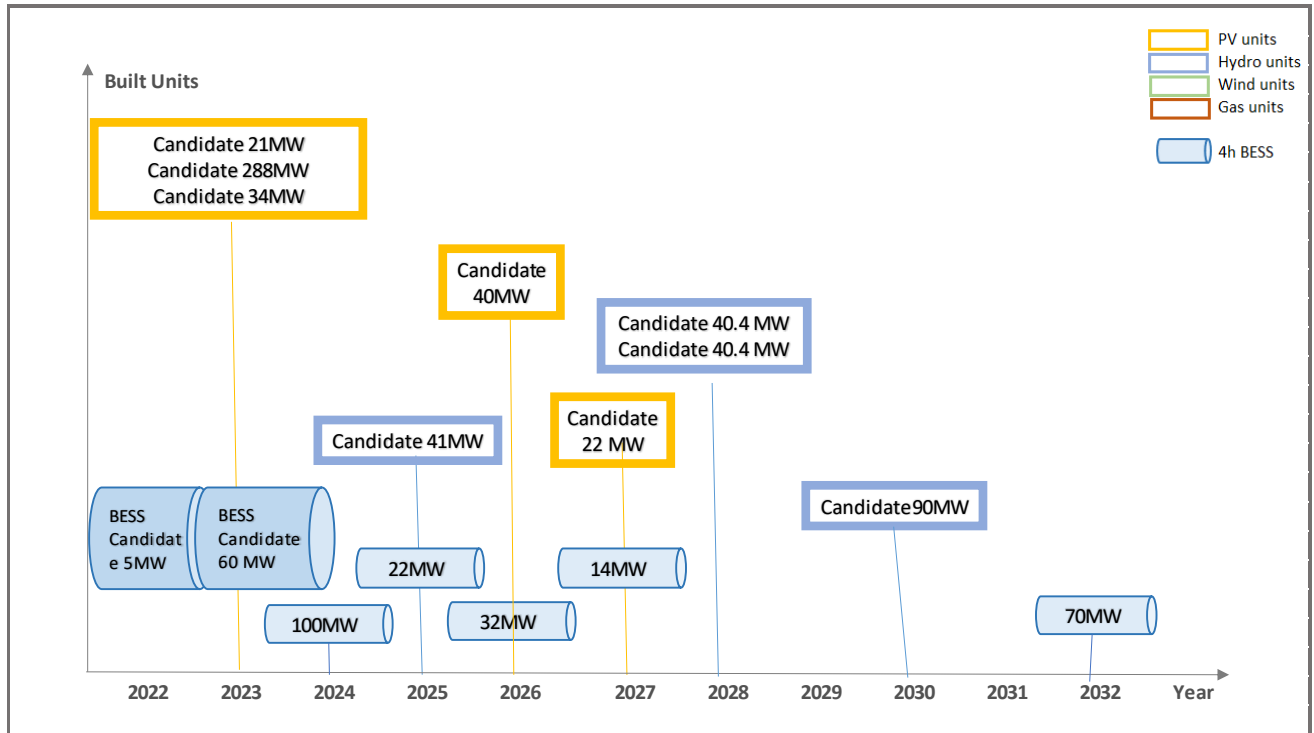 PV units
Hydro units
Wind units
Gas units
4h BESS
Built Units
Candidate 21MW
Candidate 288MW
Candidate 34MW
Candidate
40MW
Candidate 40.4 MW
Candidate 40.4 MW
Candidate
22 MW
Candidate 41MW
Candidate 90MW
BESS
Candidat
e 5MW
BESS
Candidate
60 MW
22MW
14MW
100MW
32MW
70MW
2022 2023 2024 2025 2026 2027 2028 2029 2030 2031 2032 Year